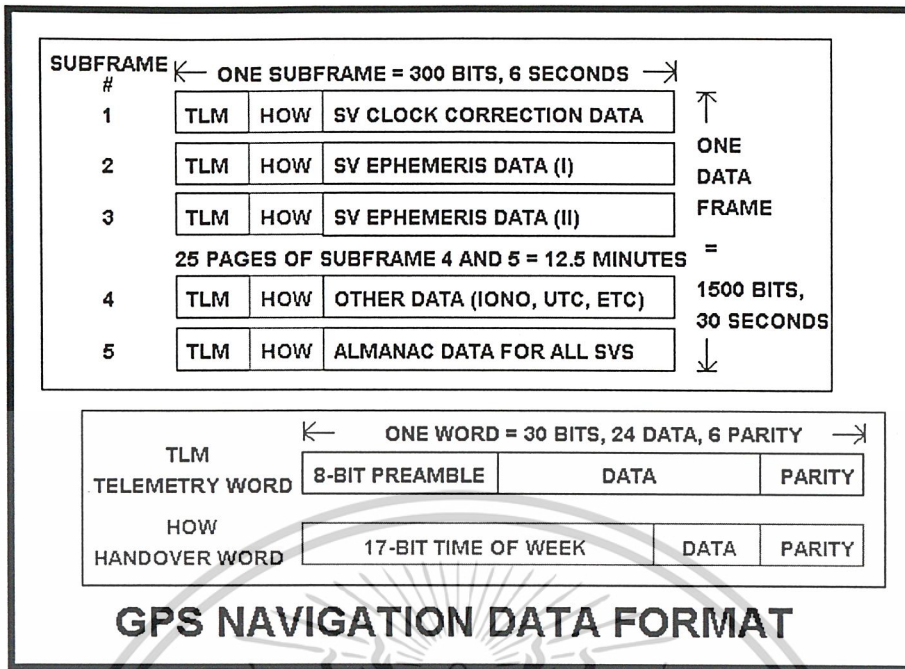 SUBFRAME #
ONE SUBFRAME = 300 BITS, 6 SECONDS
1 TLM HOW SV CLOCK CORRECTION DATA
2 TLM HOW SV EPHEMERIS DATA (I)
3 TLM HOW SV EPHEMERIS DATA (II)
25 PAGES OF SUBFRAME 4 AND 5 = 12.5 MINUTES
4 TLM HOW OTHER DATA (IONO, UTC, ETC)
5 TLM HOW ALMANAC DATA FOR ALL SVS
ONE
DATA
FRAME
=
1500 BITS,
30 SECONDS
ONE WORD = 30 BITS, 24 DATA, 6 PARITY
TLM
TELEMETRY WORD
8-BIT PREAMBLE DATA PARITY
HOW
HANDOVER WORD
17-BIT TIME OF WEEK DATA PARITY
GPS NAVIGATION DATA FORMAT